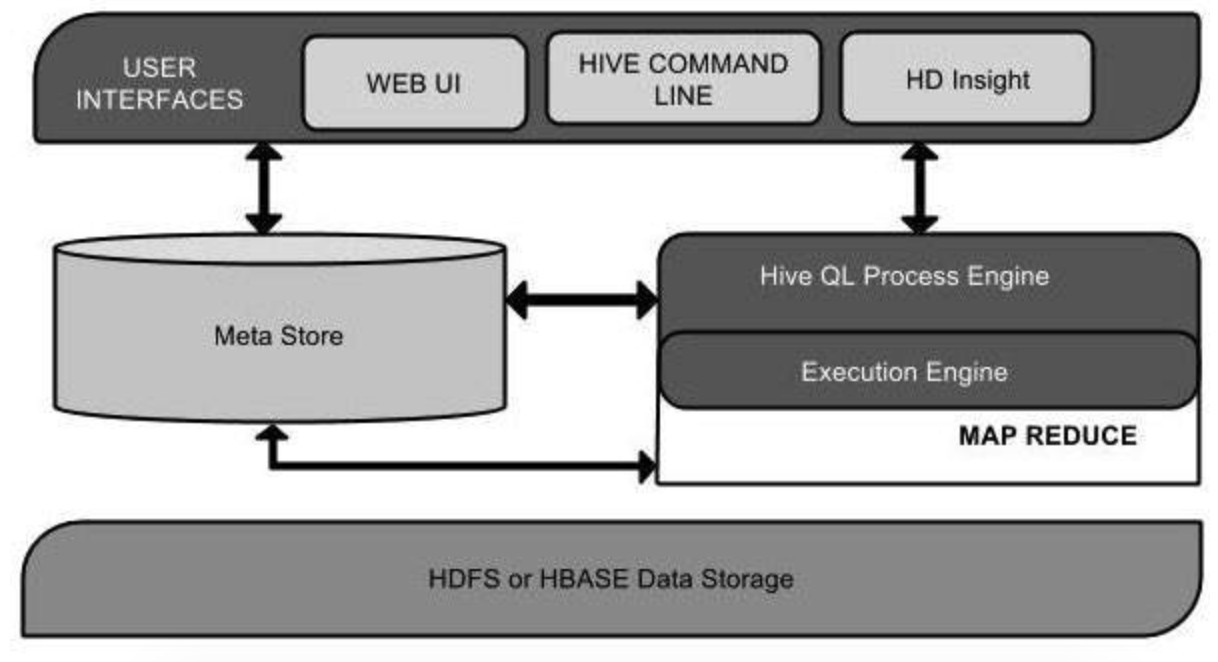 USER
INTERFACES
WEB UI
HIVE COMMAND
LINE
HD Insight
Meta Store
Hive QL Process Engine
Execution Engine
MAP REDUCE
HDFS or HBASE Data Storage